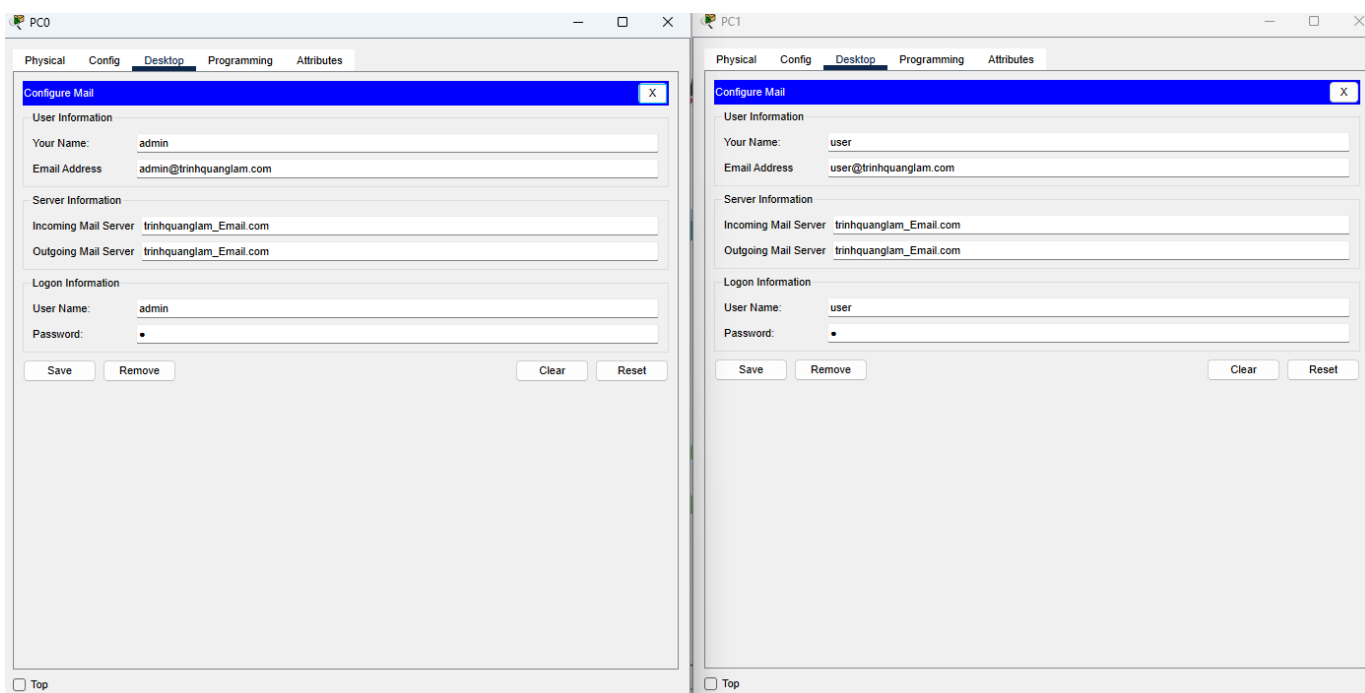 PC0
Physical Config Desktop Programming Attributes
Configure Mail X
User Information
Your Name: admin
Email Address admin@trinhquanglam.com
Server Information
Incoming Mail Server trinhquanglam_Email.com
Outgoing Mail Server trinhquanglam_Email.com
Logon Information
User Name: admin
Password: •
Save Remove Clear Reset
Top
PC1
Physical Config Desktop Programming Attributes
Configure Mail X
User Information
Your Name: user
Email Address user@trinhquanglam.com
Server Information
Incoming Mail Server trinhquanglam_Email.com
Outgoing Mail Server trinhquanglam_Email.com
Logon Information
User Name: user
Password: •
Save Remove Clear Reset
Top